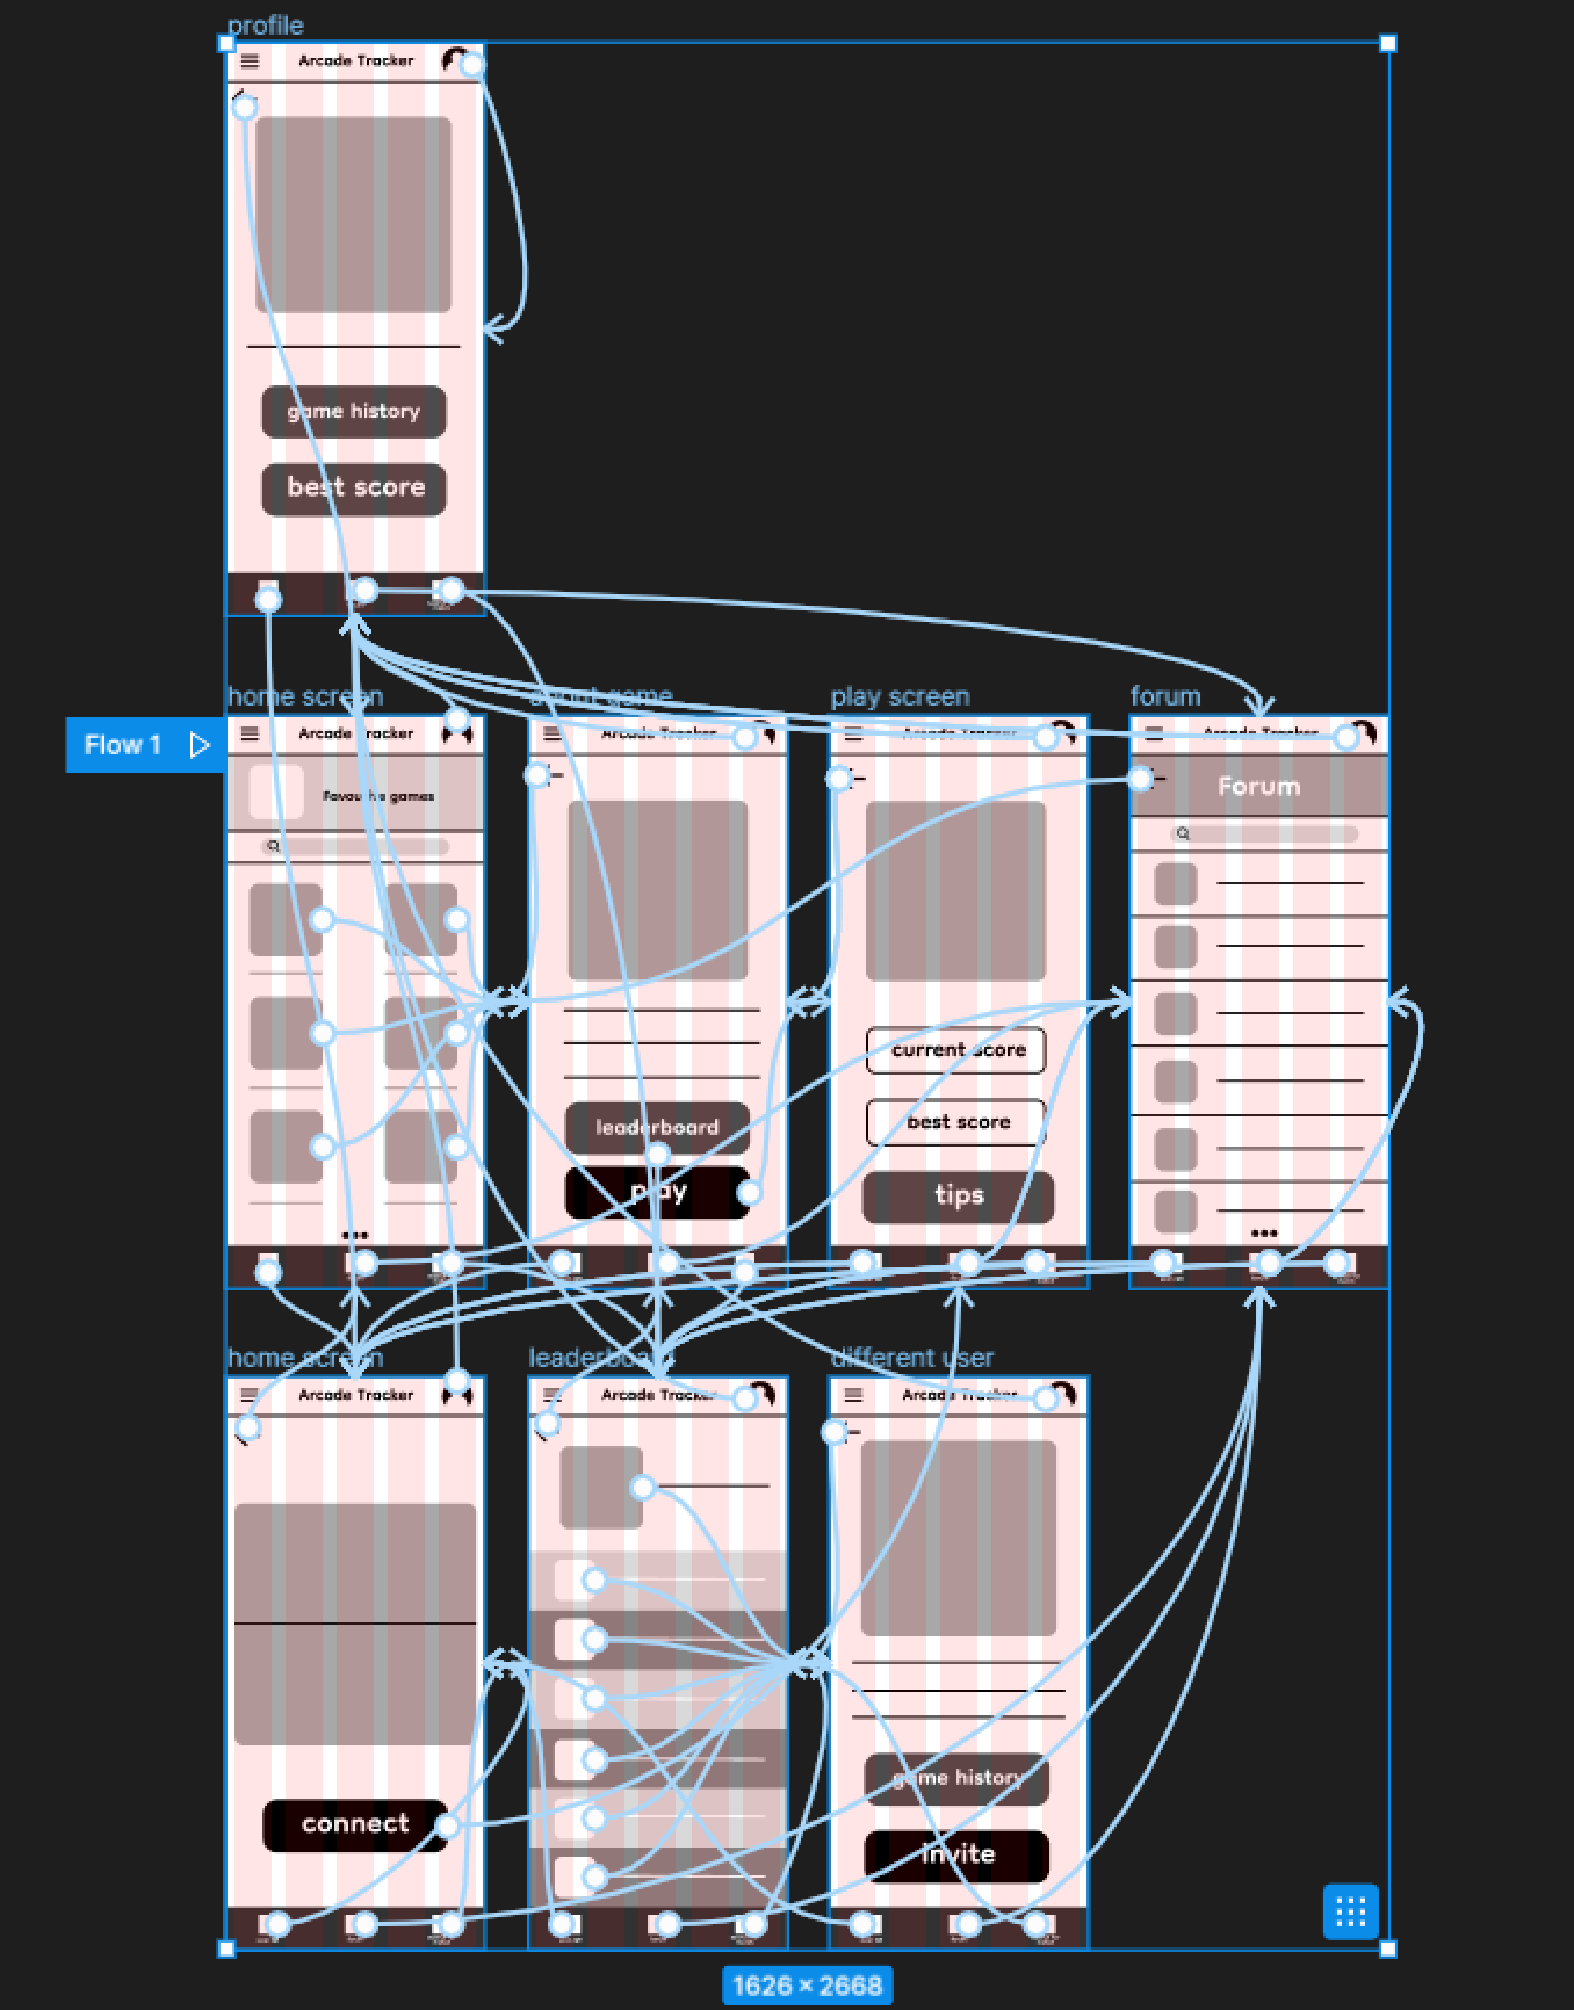 profile
Arcade Tracker
game history
best score
home screen
play screen
forum
Flow 1
Arcade Tracker
Arcade Tracker
Arcade Tracker
Arcade Tracker
Favourite games
Forum
current score
leaderboard
best score
play
tips
home screen
leaderboard
different user
Arcade Tracker
Arcade Tracker
Arcade Tracker
game history
connect
invite
1626 × 2668